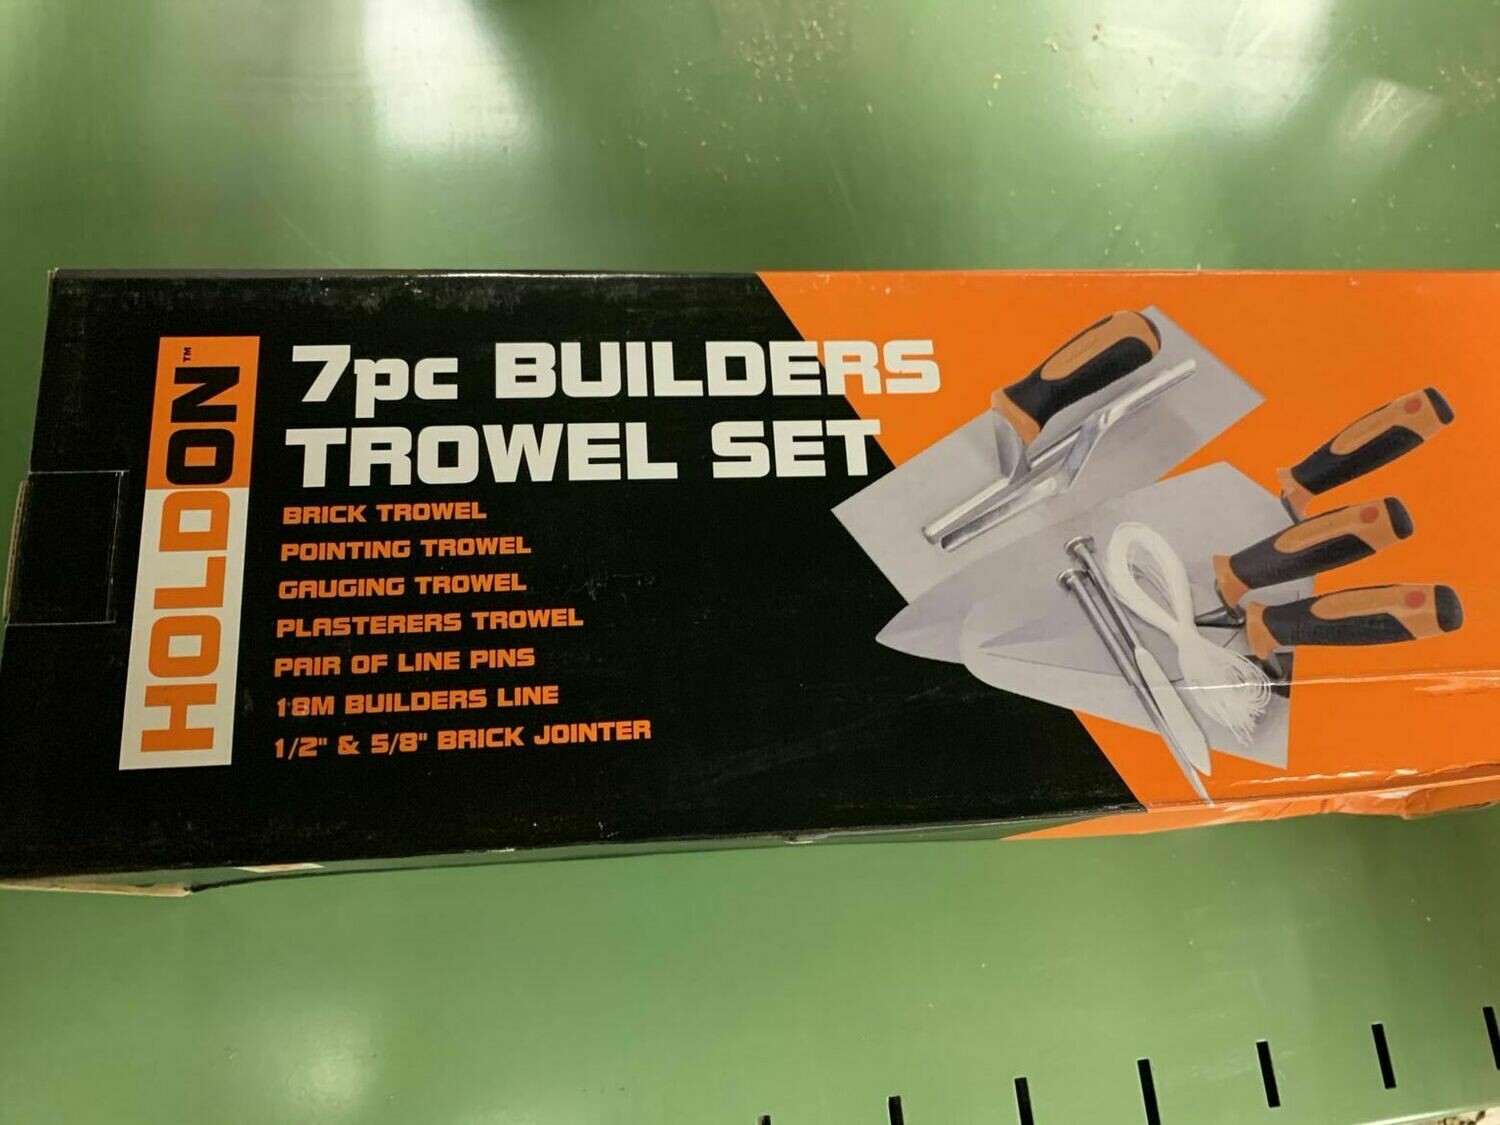 HOLDON™
7pc BUILDERS
TROWEL SET
BRICK TROWEL
POINTING TROWEL
GAUGING TROWEL
PLASTERERS TROWEL
PAIR OF LINE PINS
18M BUILDERS LINE
1/2" & 5/8" BRICK JOINTER